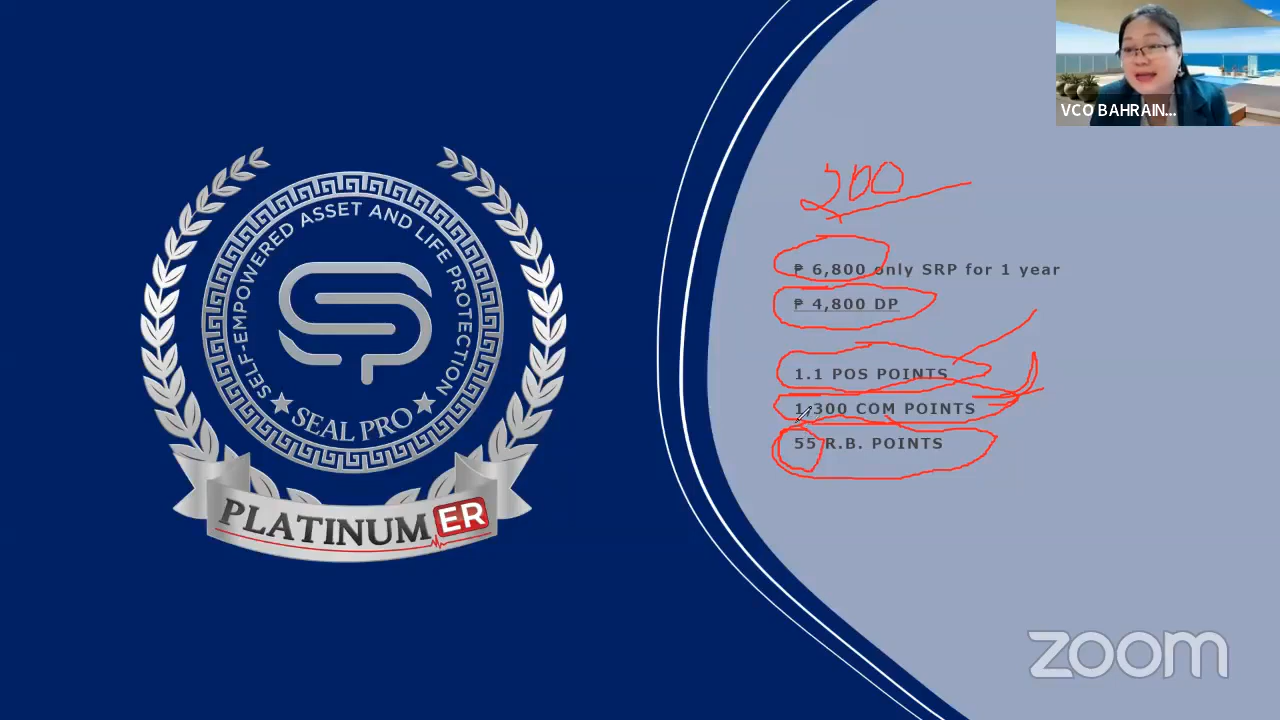 VCO BAHRAIN...
SELF-EMPOWERED ASSET AND LIFE PROTECTION
SEAL PRO
PLATINUM ER
200
₱ 6,800 only SRP for 1 year
₱ 4,800 DP
1.1 POS POINTS
1,300 COM POINTS
55 R.B. POINTS
zoom